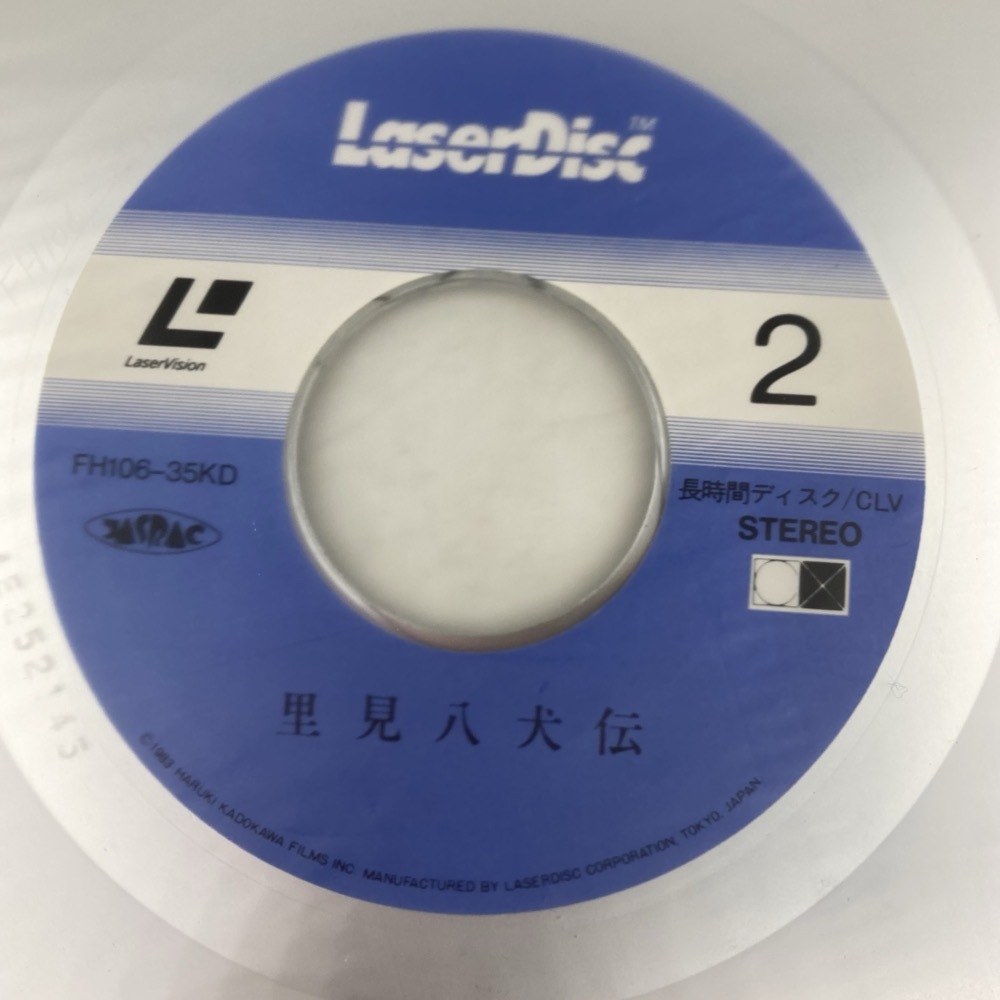 LaserDisc™
LaserVision
2
FH106-35KD
JASRAC
長時間ディスク/CLV
STEREO
里見八犬伝
©1983 HARUKI KADOKAWA FILMS INC. MANUFACTURED BY LASERDISC CORPORATION, TOKYO, JAPAN.